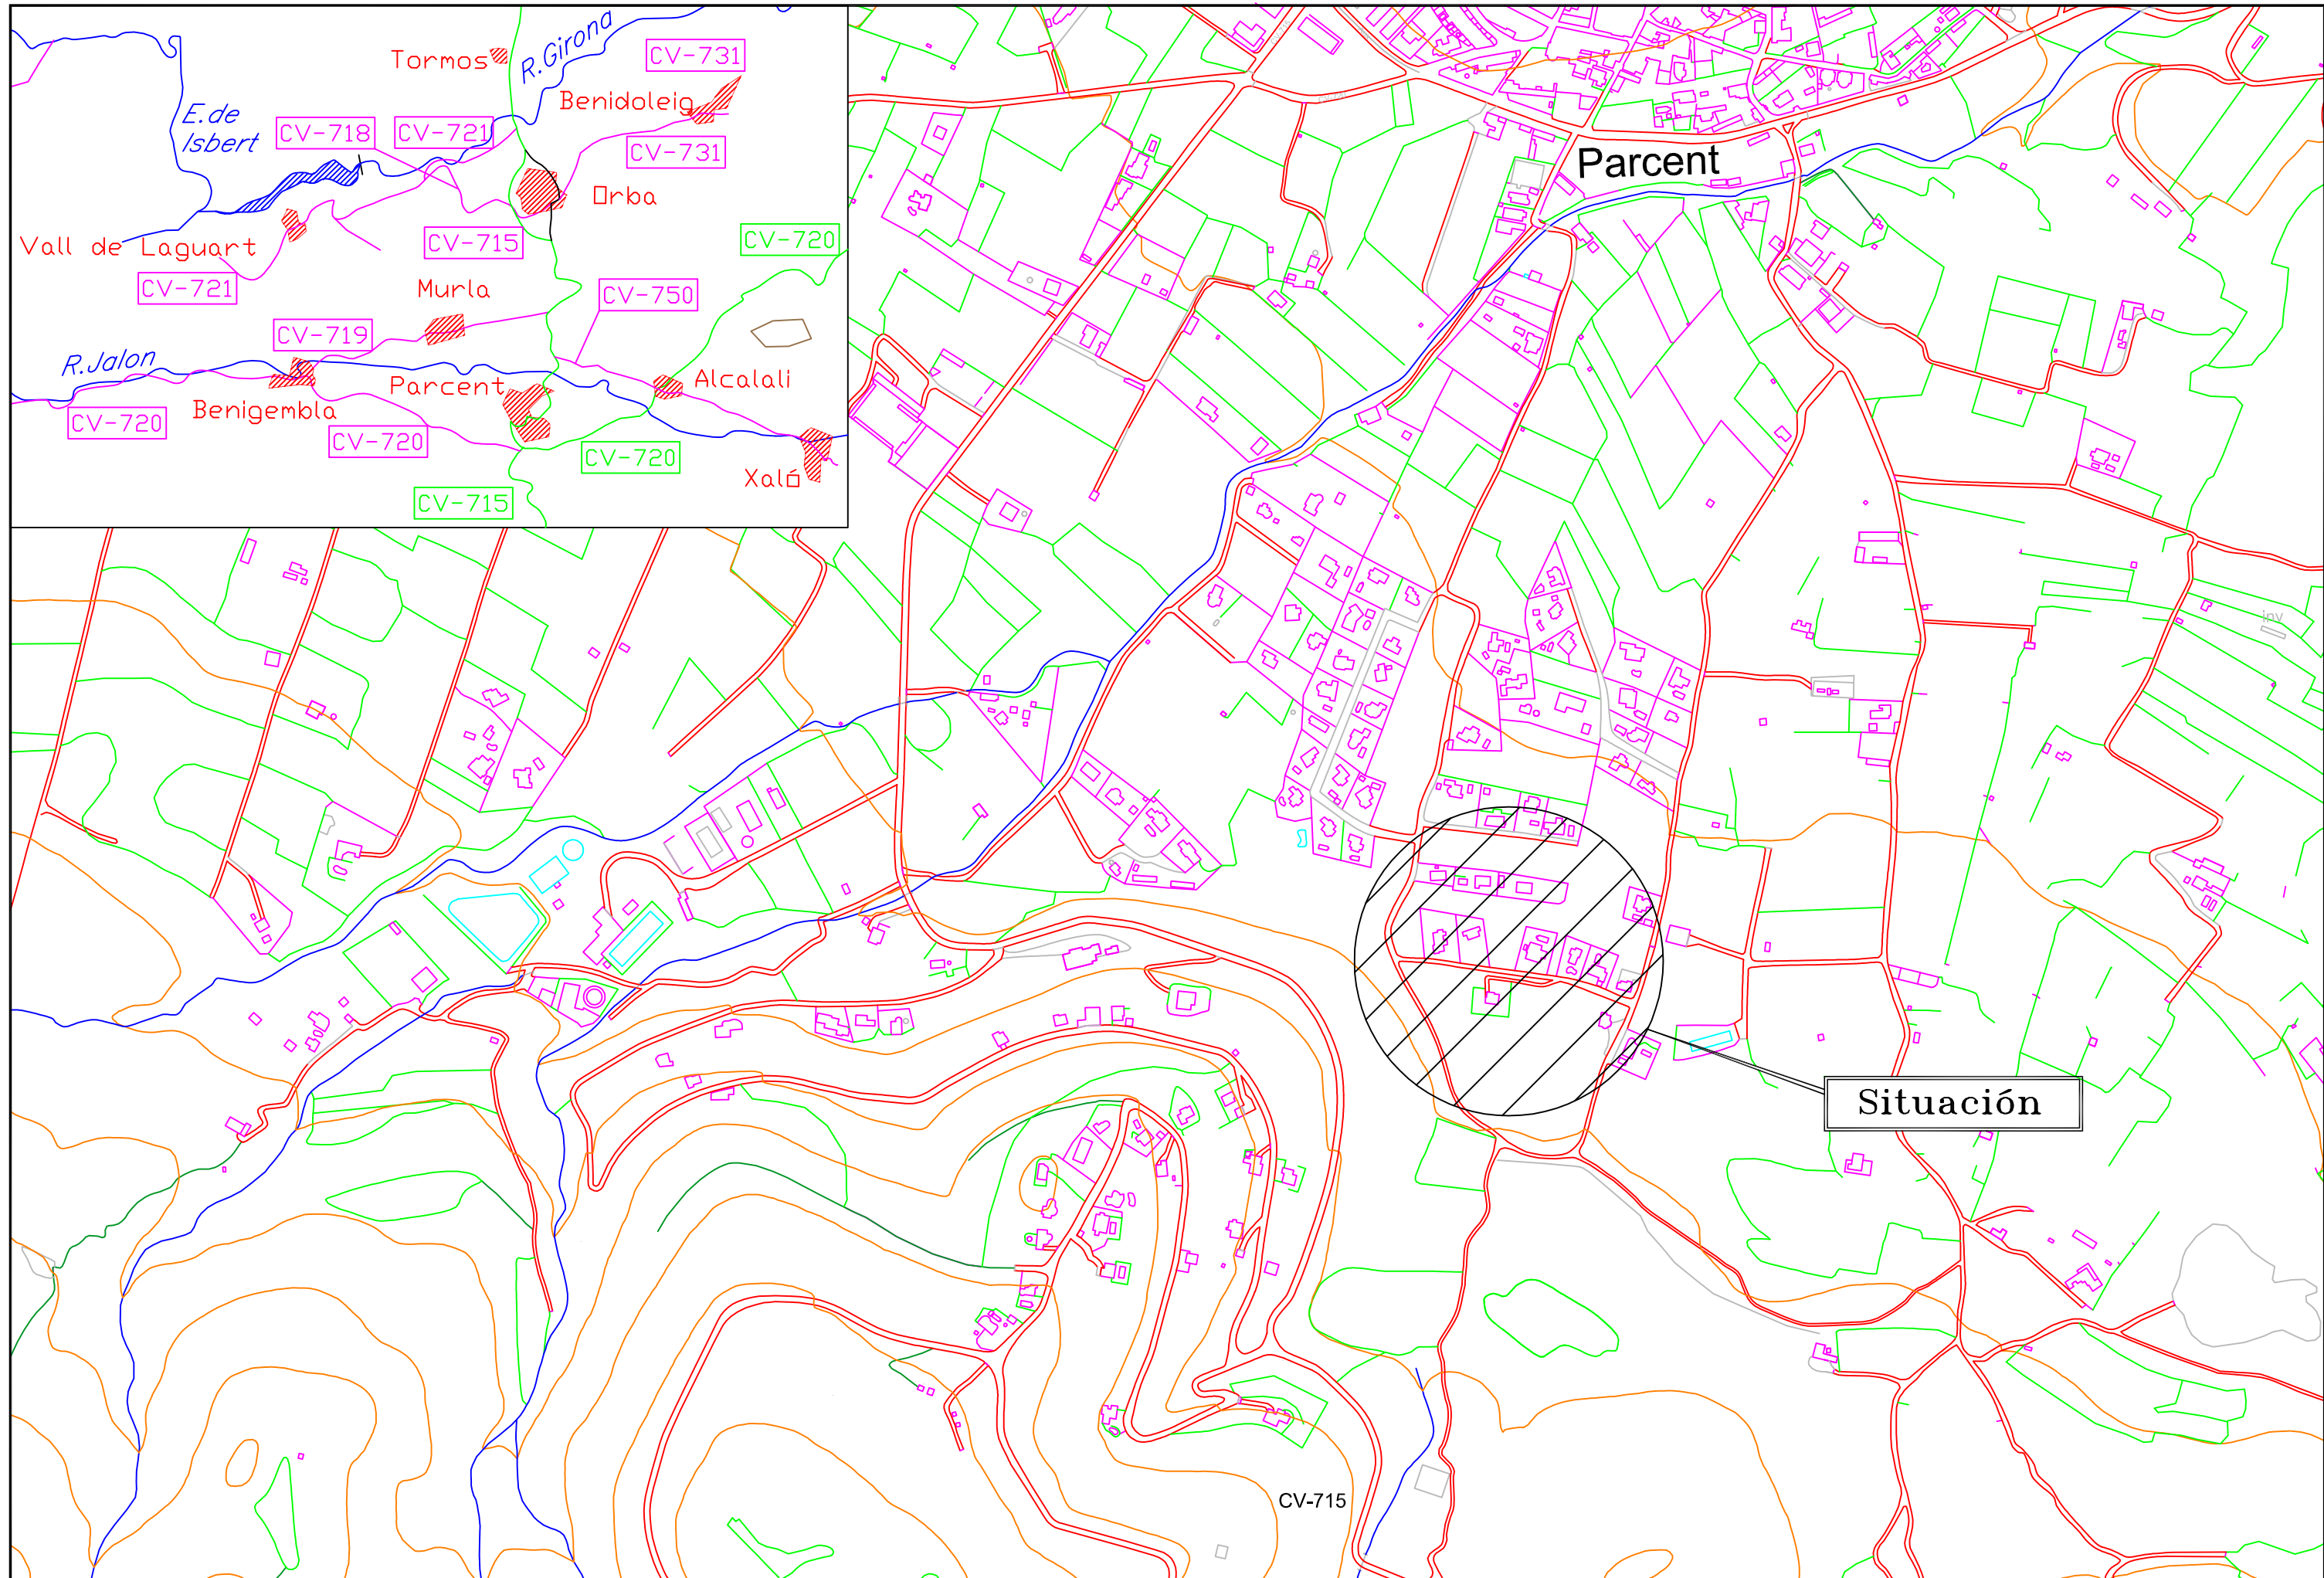 Tormos
R.Girona
CV-731
Benidoleig
E.de
Isbert
CV-718
CV-721
CV-731
Orba
Vall de Laguart
CV-715
CV-720
CV-721
Murla
CV-750
CV-719
R.Jalon
Parcent
Alcalali
Benigembla
CV-720
CV-720
CV-720
Xaló
CV-715
Parcent
inv
Situación
CV-715